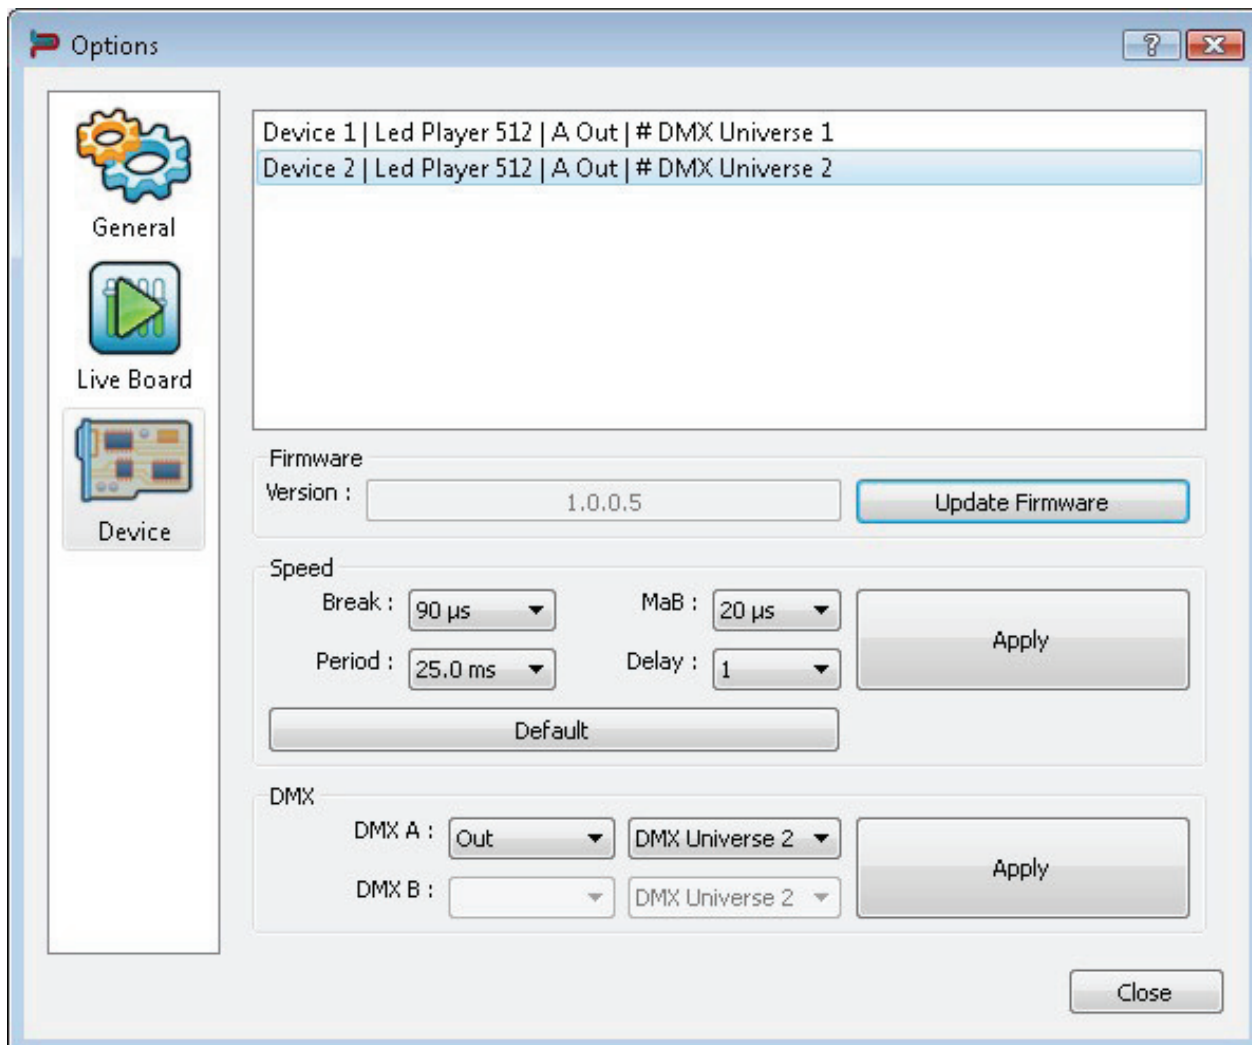 Options
General
Live Board
Device
Device 1 | Led Player 512 | A Out | # DMX Universe 1
Device 2 | Led Player 512 | A Out | # DMX Universe 2
Firmware
Version : 1.0.0.5 Update Firmware
Speed
Break : 90 µs MaB : 20 µs
Period : 25.0 ms Delay : 1
Apply
Default
DMX
DMX A : Out DMX Universe 2
DMX B : DMX Universe 2
Apply
Close